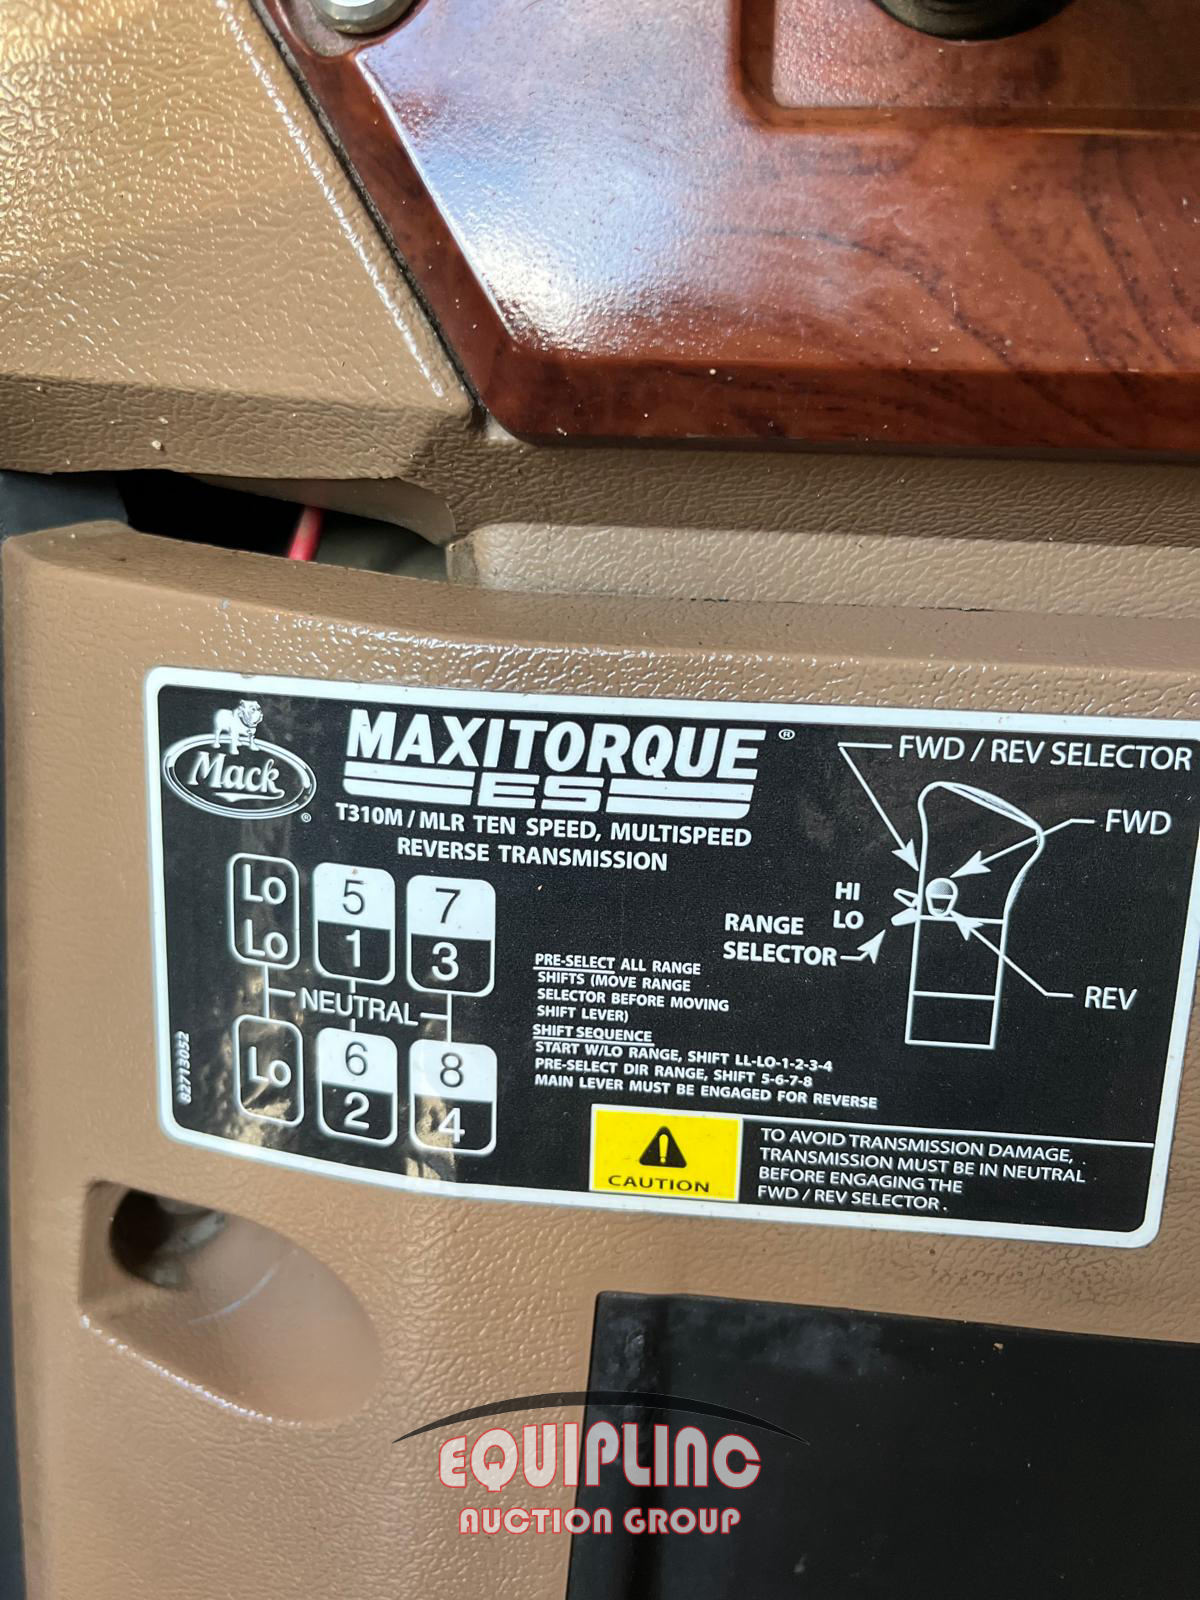 Mack
®
MAXITORQUE ®
ES
T310M / MLR TEN SPEED, MULTISPEED
REVERSE TRANSMISSION
Lo 5 7
Lo 1 3
NEUTRAL
Lo 6 8
2 4
82713052
PRE-SELECT ALL RANGE
SHIFTS (MOVE RANGE
SELECTOR BEFORE MOVING
SHIFT LEVER)
SHIFT SEQUENCE
START W/LO RANGE, SHIFT LL-LO-1-2-3-4
PRE-SELECT DIR RANGE, SHIFT 5-6-7-8
MAIN LEVER MUST BE ENGAGED FOR REVERSE
FWD / REV SELECTOR
FWD
HI
LO
RANGE
SELECTOR
REV
CAUTION
TO AVOID TRANSMISSION DAMAGE,
TRANSMISSION MUST BE IN NEUTRAL
BEFORE ENGAGING THE
FWD / REV SELECTOR.
EQUIPLINC
AUCTION GROUP